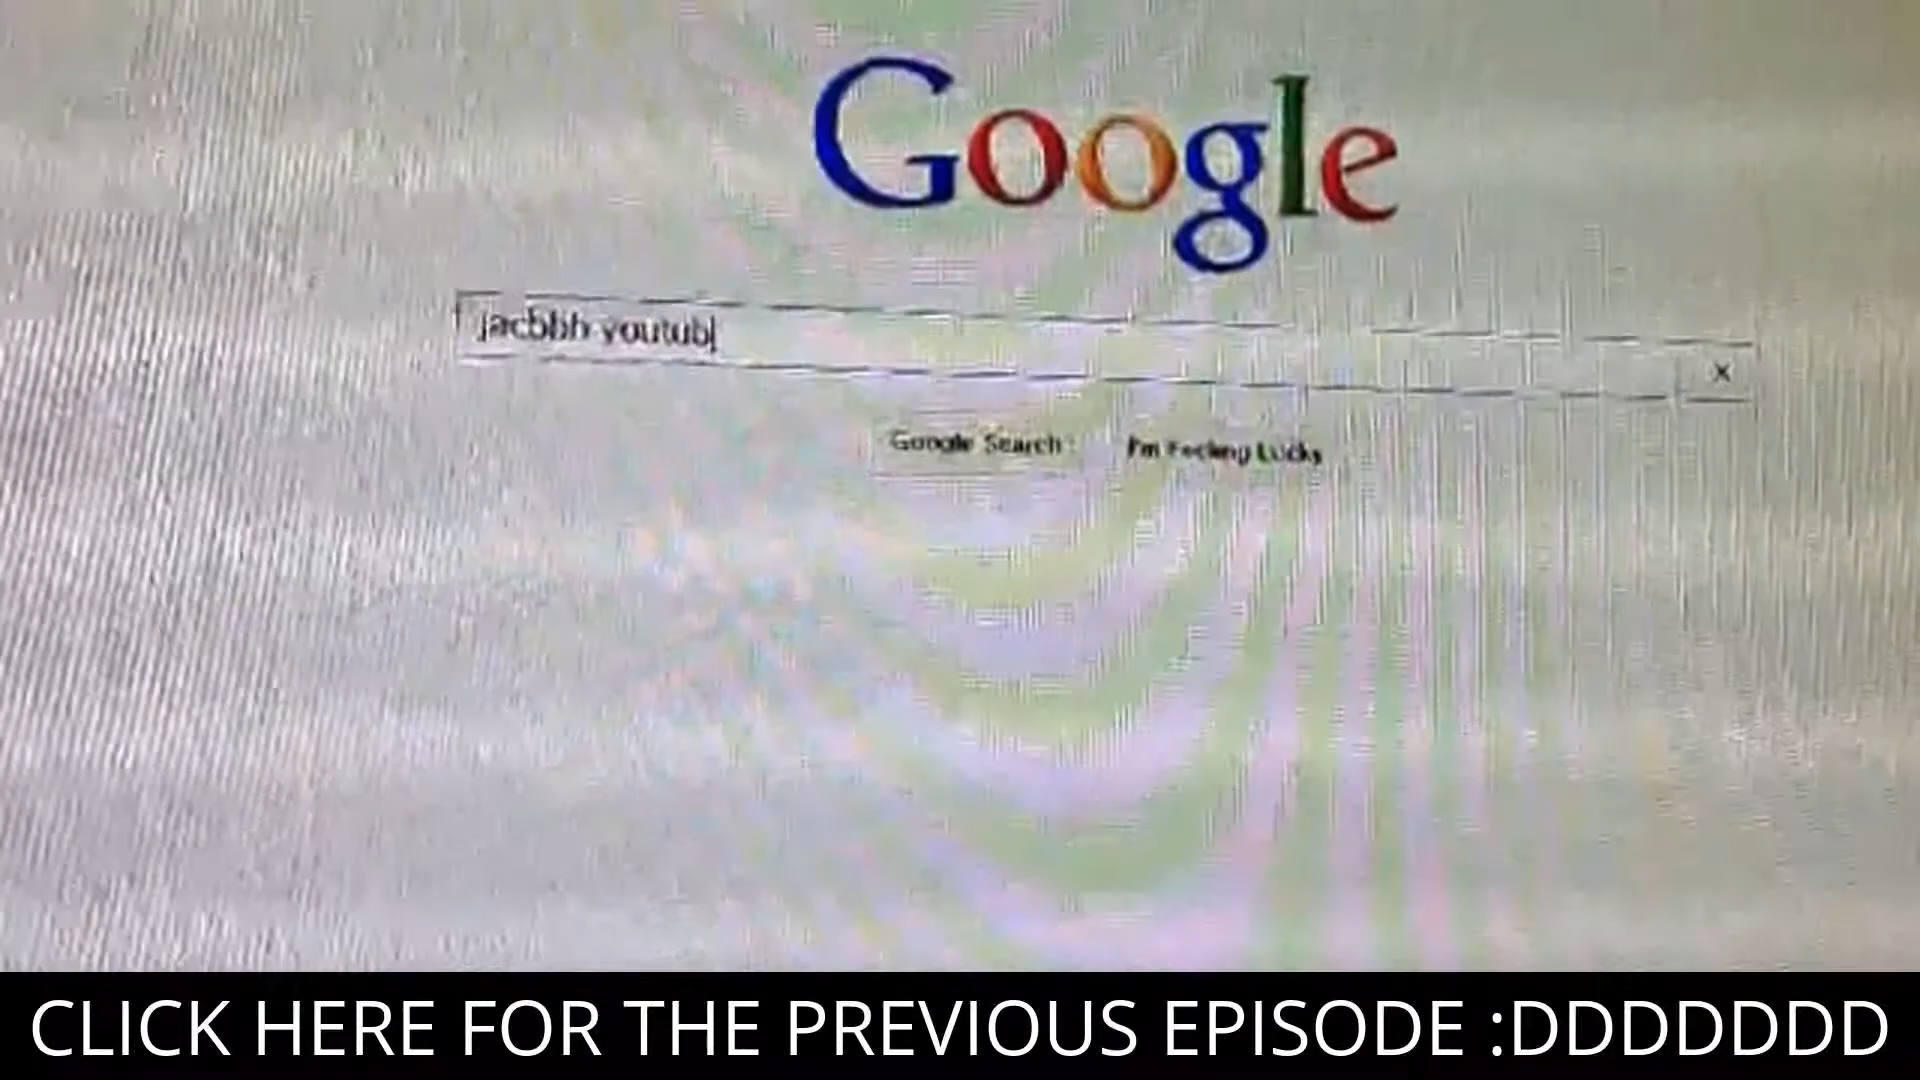 Google
jacbbh youtub
x
Google Search
I'm Feeling Lucky
CLICK HERE FOR THE PREVIOUS EPISODE :DDDDDDD